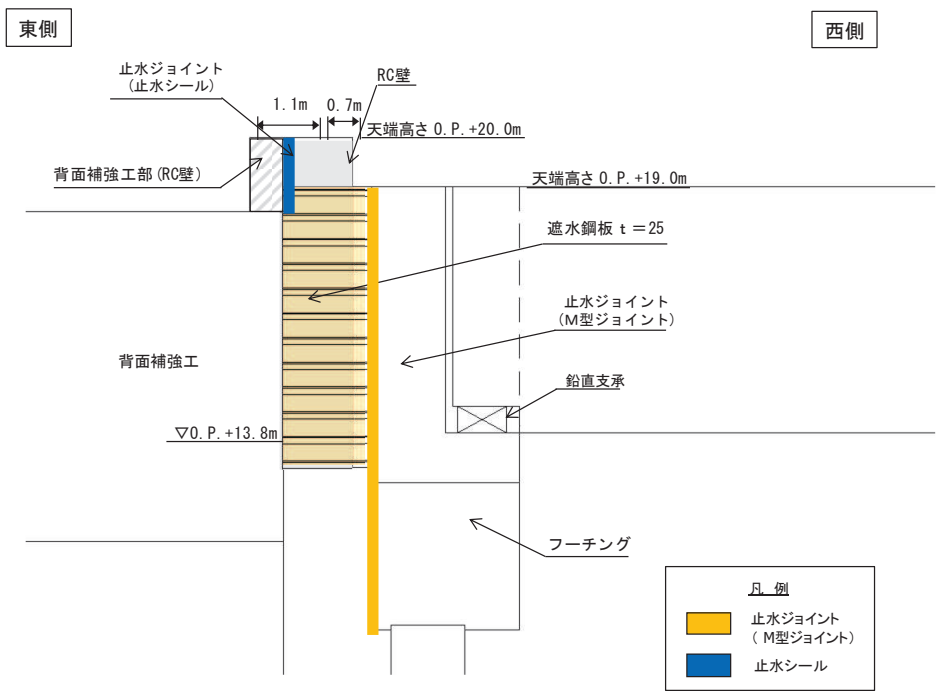 東側
西側
止水ジョイント
(止水シール)
RC壁
1.1m
0.7m
天端高さ O.P.+20.0m
背面補強工部(RC壁)
天端高さ O.P.+19.0m
遮水鋼板 t＝25
止水ジョイント
(M型ジョイント)
背面補強工
鉛直支承
▽O.P.+13.8m
フーチング
凡 例
止水ジョイント
( M型ジョイント)
止水シール